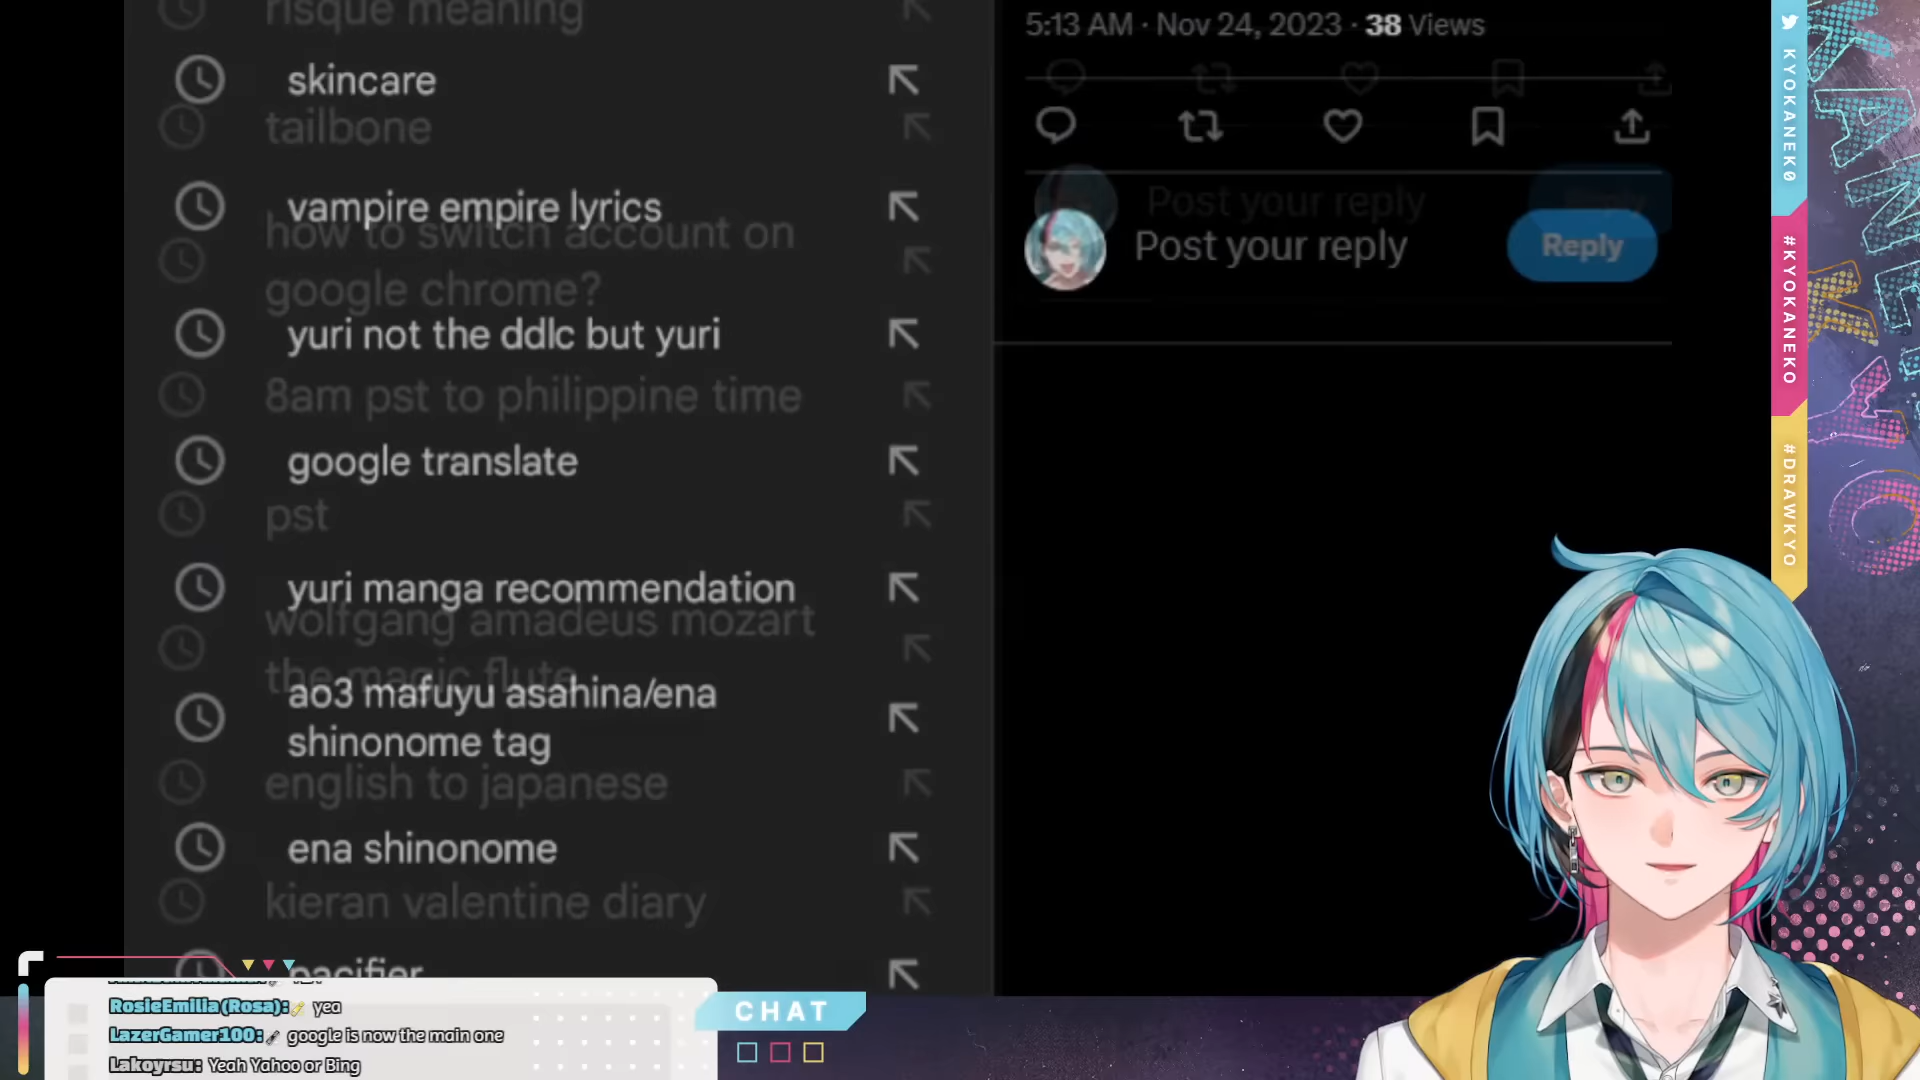 risque meaning
skincare
tailbone
vampire empire lyrics
how to switch account on
google chrome?
yuri not the ddlc but yuri
8am pst to philippine time
google translate
pst
yuri manga recommendation
wolfgang amadeus mozart
the magic flute
ao3 mafuyu asahina/ena
shinonome tag
english to japanese
ena shinonome
kieran valentine diary
pacifier
5:13 AM · Nov 24, 2023 · 38 Views
Post your reply
Reply
Post your reply
Reply
KYOKANEK0
#KYOKANEKO
#DRAWKYO
RosieEmilia(Rosa): yea
LazerGamer100: google is now the main one
Lakoyrsu: Yeah Yahoo or Bing
CHAT